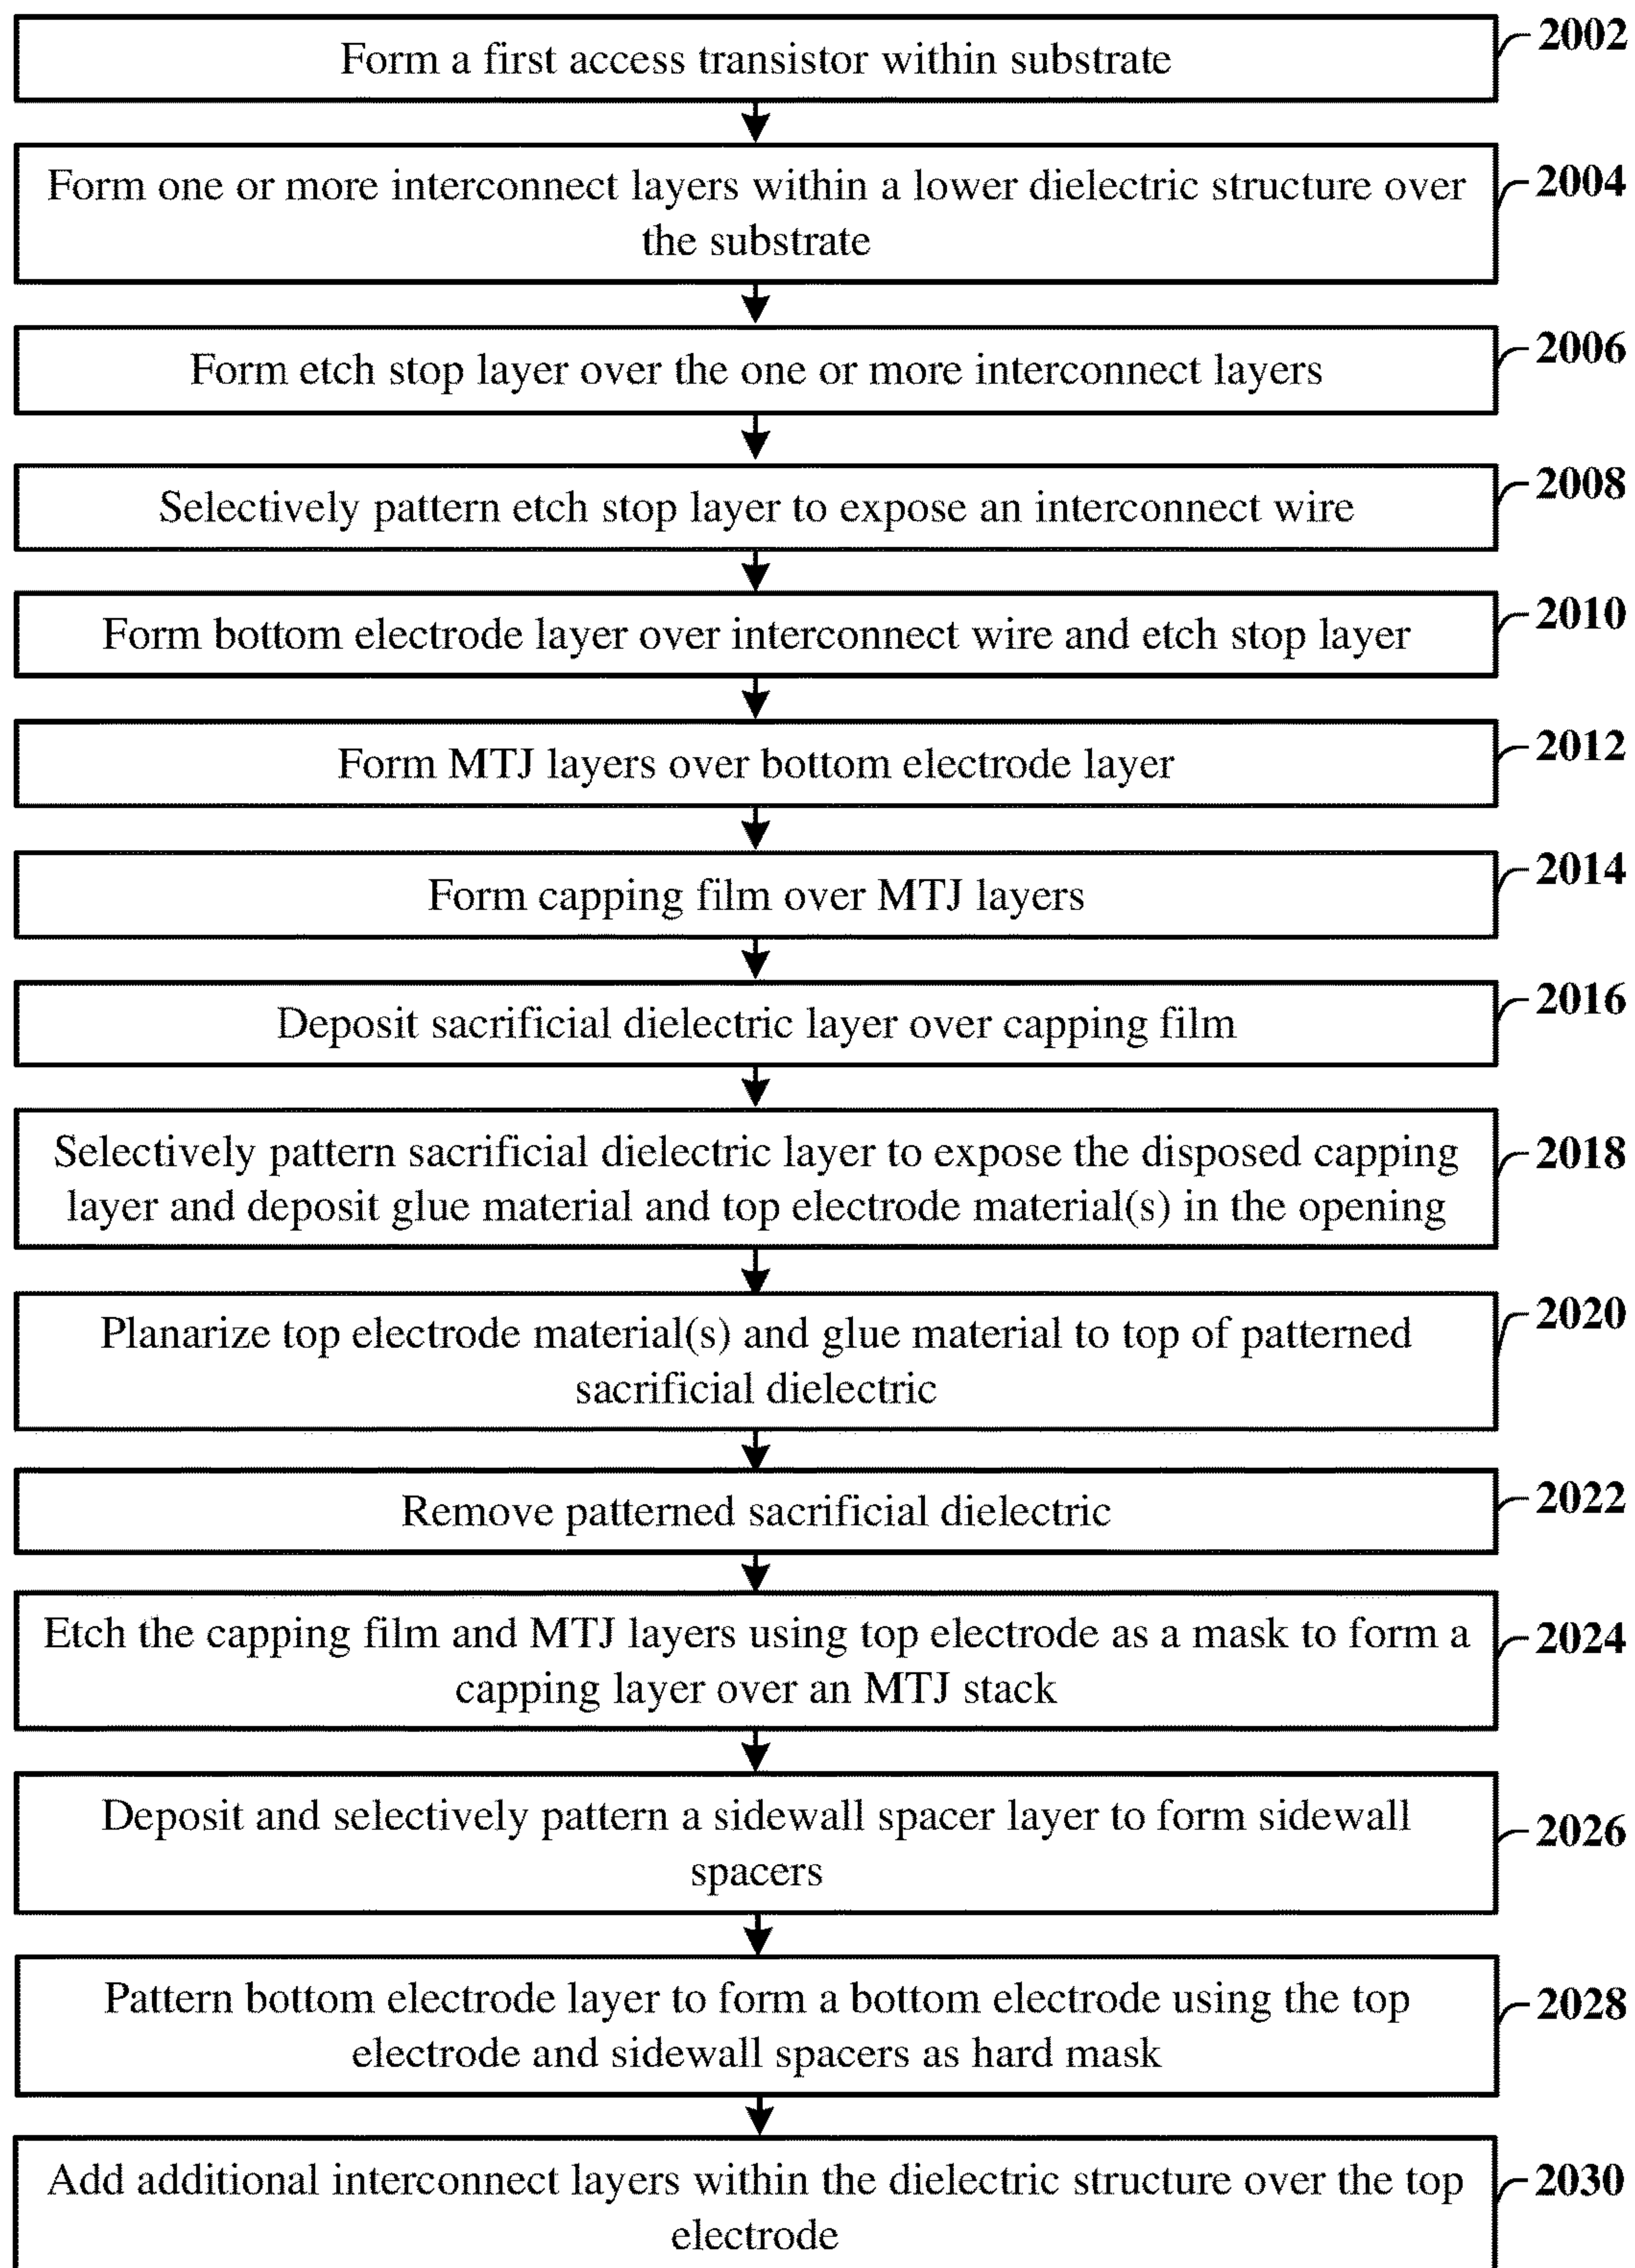 Form a first access transistor within substrate
2002
Form one or more interconnect layers within a lower dielectric structure over
the substrate
2004
Form etch stop layer over the one or more interconnect layers
2006
Selectively pattern etch stop layer to expose an interconnect wire
2008
Form bottom electrode layer over interconnect wire and etch stop layer
2010
Form MTJ layers over bottom electrode layer
2012
Form capping film over MTJ layers
2014
Deposit sacrificial dielectric layer over capping film
2016
Selectively pattern sacrificial dielectric layer to expose the disposed capping
layer and deposit glue material and top electrode material(s) in the opening
2018
Planarize top electrode material(s) and glue material to top of patterned
sacrificial dielectric
2020
Remove patterned sacrificial dielectric
2022
Etch the capping film and MTJ layers using top electrode as a mask to form a
capping layer over an MTJ stack
2024
Deposit and selectively pattern a sidewall spacer layer to form sidewall
spacers
2026
Pattern bottom electrode layer to form a bottom electrode using the top
electrode and sidewall spacers as hard mask
2028
Add additional interconnect layers within the dielectric structure over the top
electrode
2030